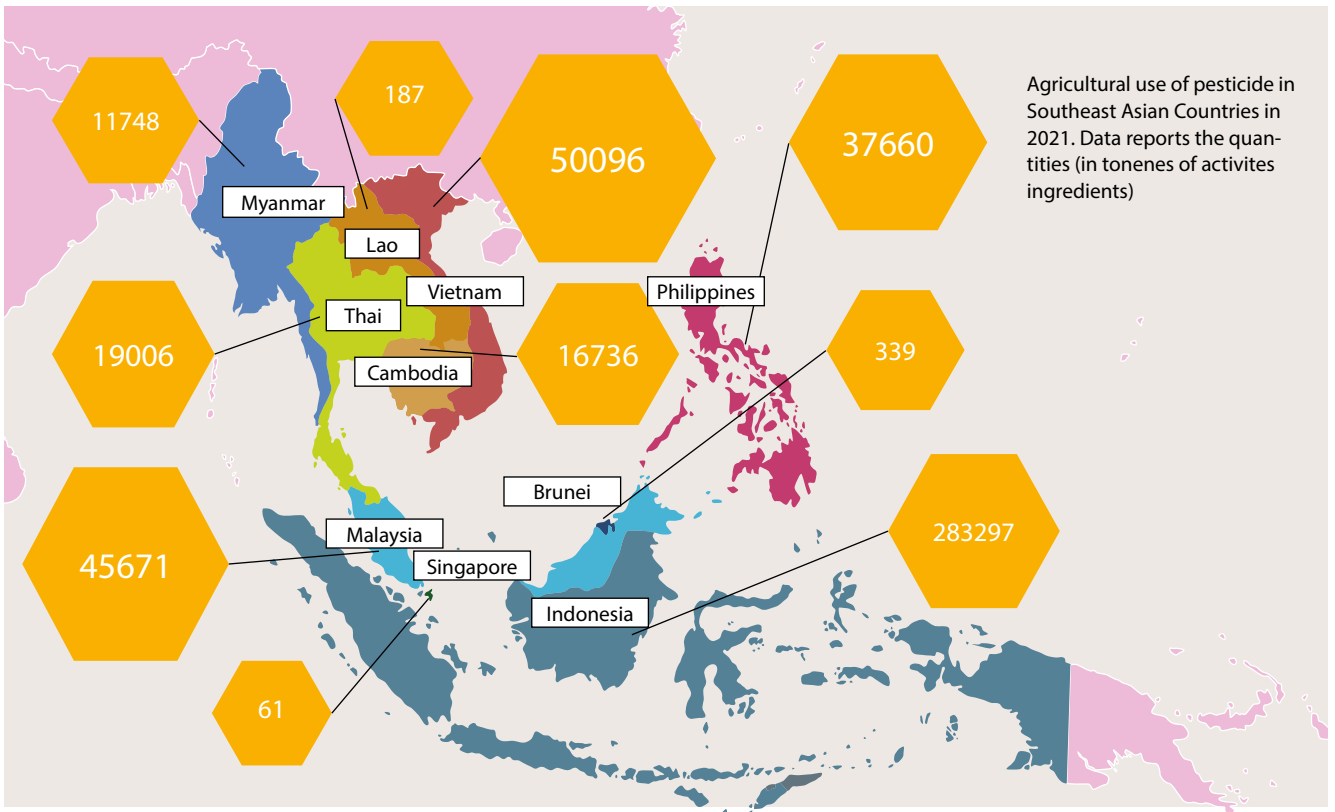 Agricultural use of pesticide in
Southeast Asian Countries in
2021. Data reports the quan-
tities (in tonenes of activites
ingredients)
11748
187
50096
37660
Myanmar
Lao
Vietnam
Philippines
Thai
19006
16736
339
Cambodia
Brunei
45671
Malaysia
Singapore
283297
Indonesia
61